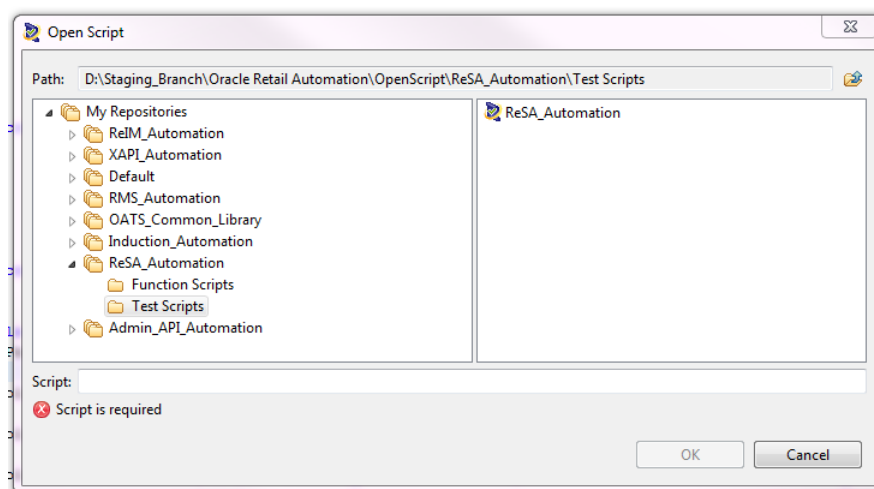 Open Script
Path: D:\Staging_Branch\Oracle Retail Automation\OpenScript\ReSA_Automation\Test Scripts
My Repositories
ReIM_Automation
XAPI_Automation
Default
RMS_Automation
OATS_Common_Library
Induction_Automation
ReSA_Automation
Function Scripts
Test Scripts
Admin_API_Automation
ReSA_Automation
Script:
Script is required
OK Cancel